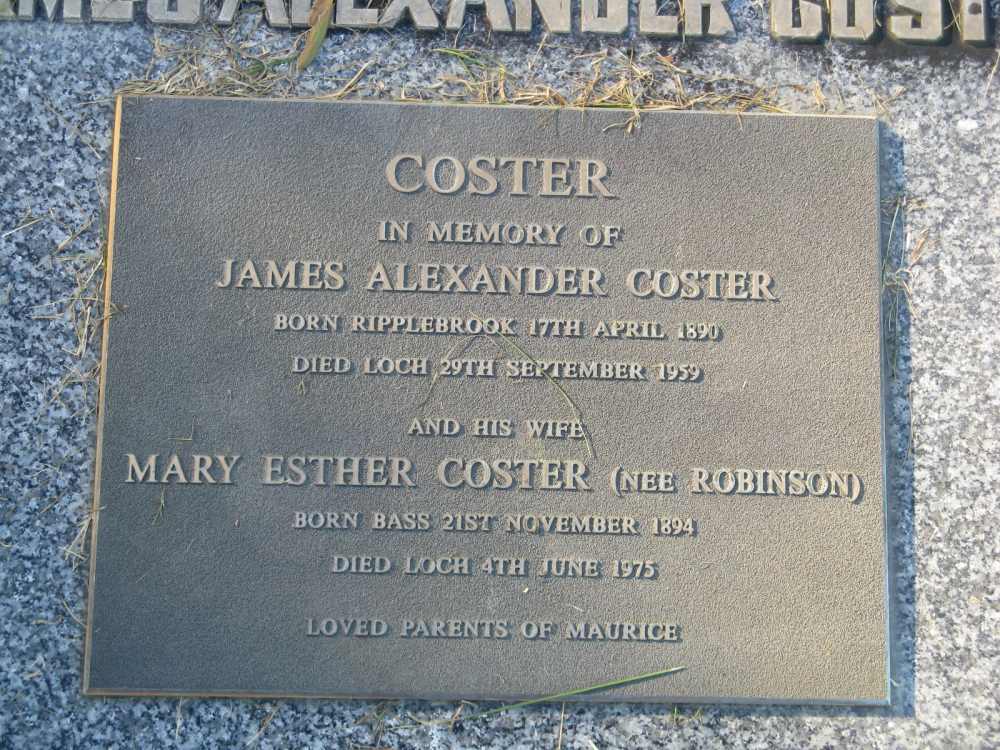 ALEXANDER COSTER
COSTER
IN MEMORY OF
JAMES ALEXANDER COSTER
BORN RIPPLEBROOK 17TH APRIL 1890
DIED LOCH 29TH SEPTEMBER 1959
AND HIS WIFE
MARY ESTHER COSTER (NEE ROBINSON)
BORN BASS 21ST NOVEMBER 1894
DIED LOCH 4TH JUNE 1975
LOVED PARENTS OF MAURICE